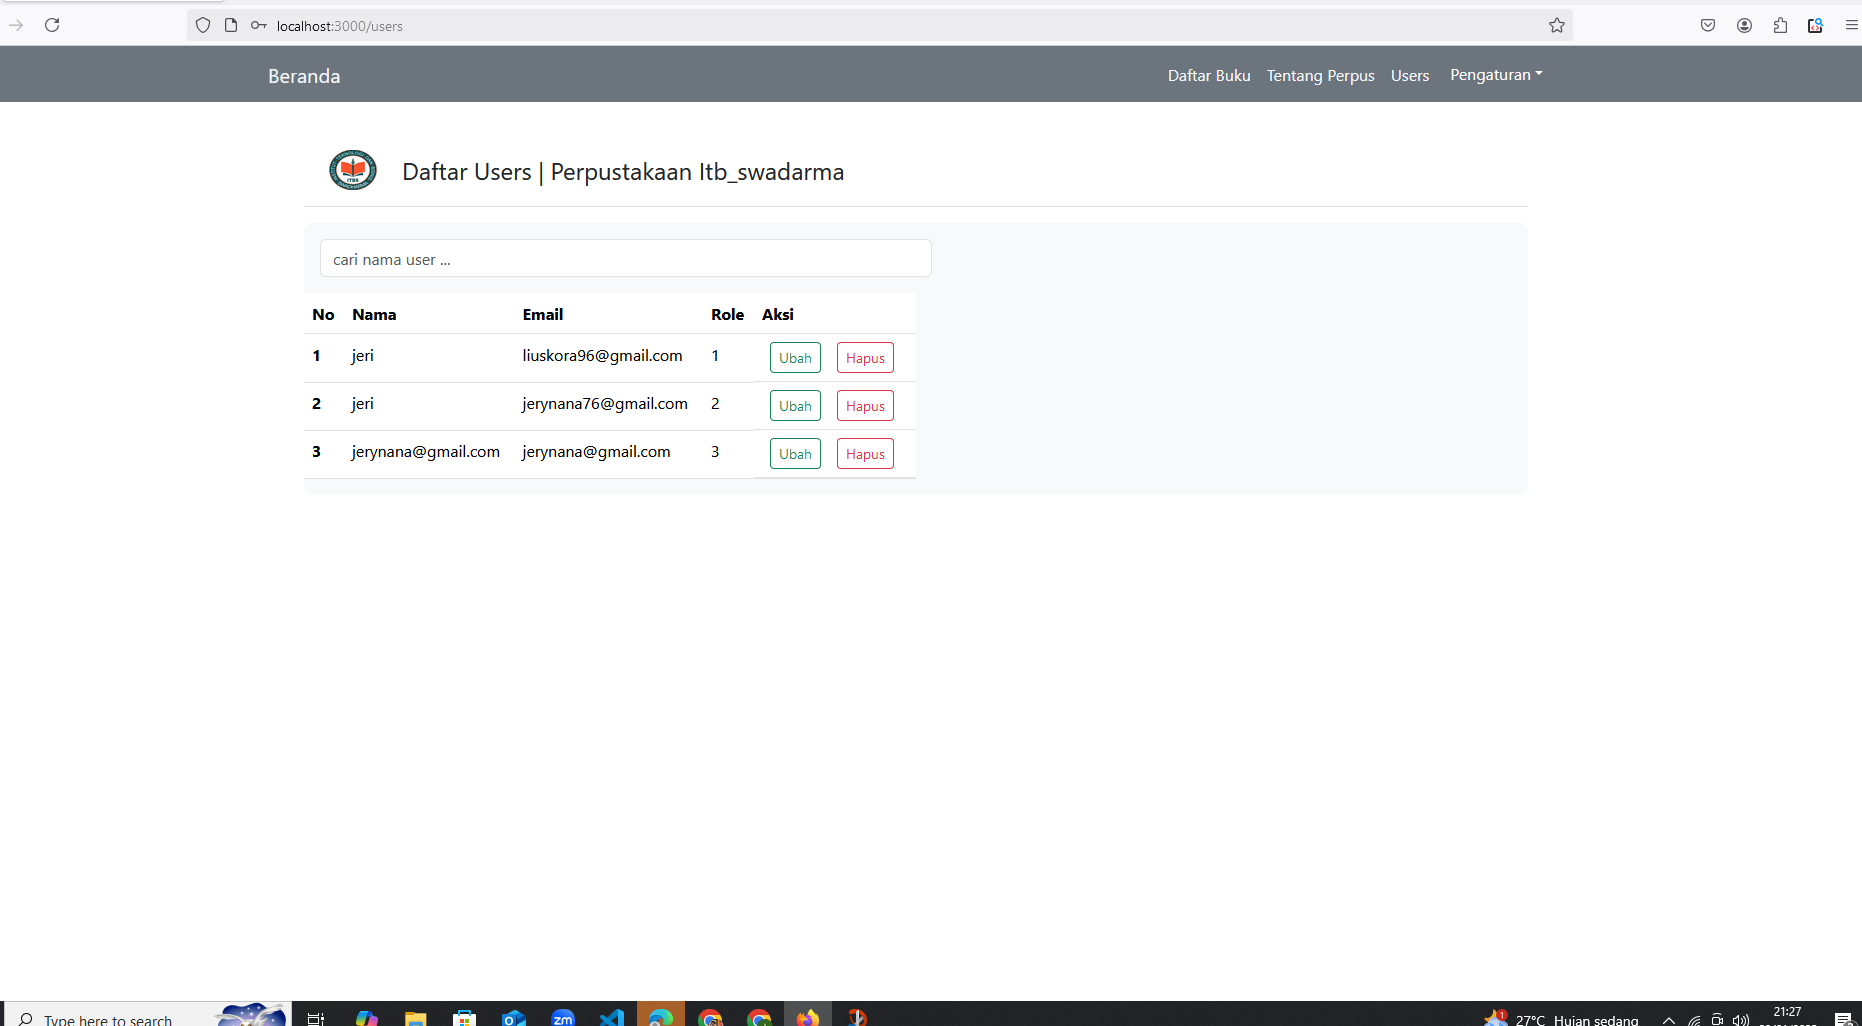 localhost:3000/users
Beranda
Daftar Buku Tentang Perpus Users Pengaturan
Daftar Users | Perpustakaan Itb_swadarma
ITBS
cari nama user ...
No Nama Email Role Aksi
1 jeri liuskora96@gmail.com 1 Ubah Hapus
2 jeri jerynana76@gmail.com 2 Ubah Hapus
3 jerynana@gmail.com jerynana@gmail.com 3 Ubah Hapus
Type here to search
zm
1
27°C Hujan sedang
21:27